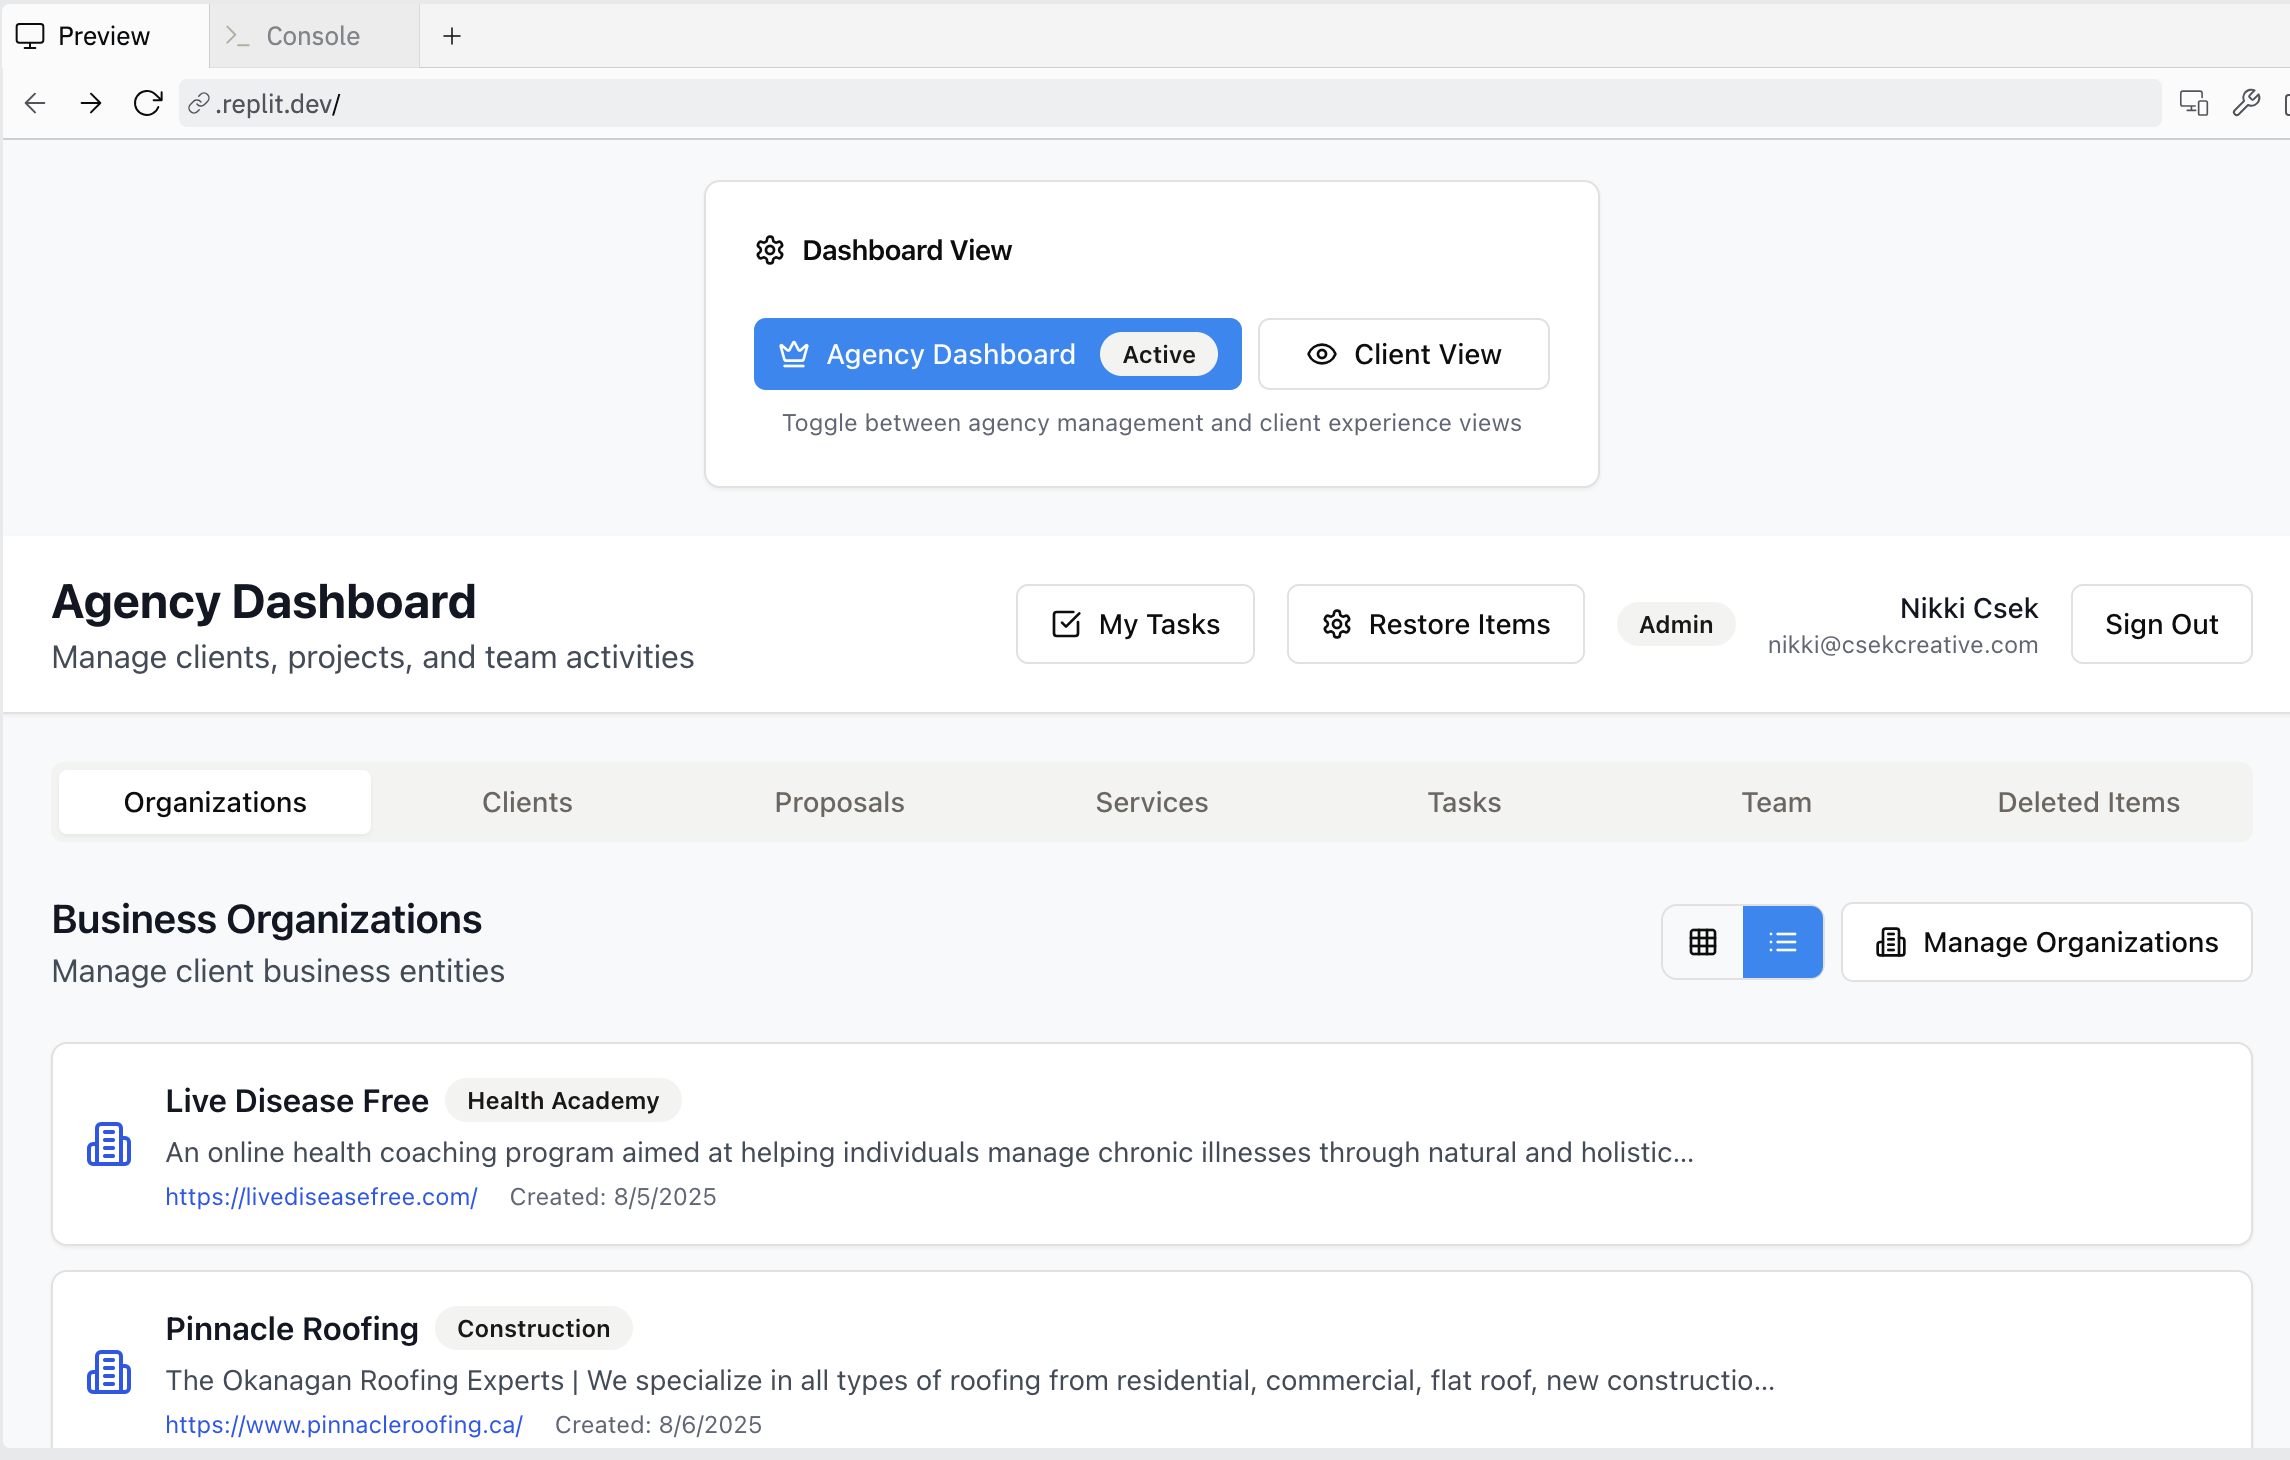 Preview
Console
.replit.dev/
Dashboard View
Agency Dashboard Active
Client View
Toggle between agency management and client experience views
Agency Dashboard
Manage clients, projects, and team activities
My Tasks
Restore Items
Admin
Nikki Csek
nikki@csekcreative.com
Sign Out
Organizations
Clients
Proposals
Services
Tasks
Team
Deleted Items
Business Organizations
Manage client business entities
Manage Organizations
Live Disease Free Health Academy
An online health coaching program aimed at helping individuals manage chronic illnesses through natural and holistic...
https://livediseasefree.com/ Created: 8/5/2025
Pinnacle Roofing Construction
The Okanagan Roofing Experts | We specialize in all types of roofing from residential, commercial, flat roof, new constructio...
https://www.pinnacleroofing.ca/ Created: 8/6/2025